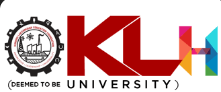 KLH
(DEEMED TO BE UNIVERSITY)